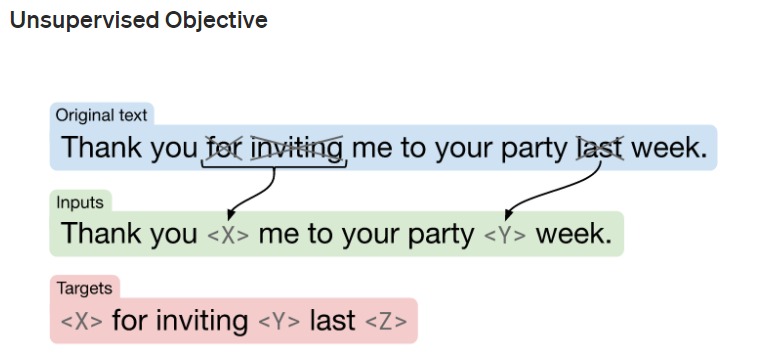 Unsupervised Objective
Original text
Thank you for inviting me to your party last week.
Inputs
Thank you <X> me to your party <Y> week.
Targets
<X> for inviting <Y> last <Z>